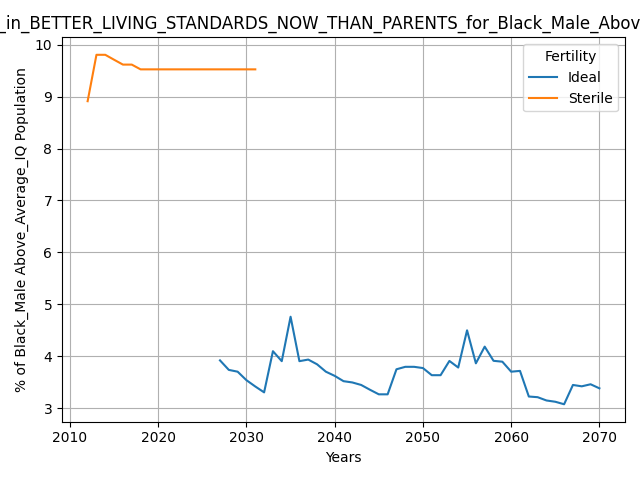 _in_BETTER_LIVING_STANDARDS_NOW_THAN_PARENTS_for_Black_Male_Abov
10
9
8
7
6
5
4
3
% of Black_Male Above_Average_IQ Population
Fertility
Ideal
Sterile
2010 2020 2030 2040 2050 2060 2070
Years